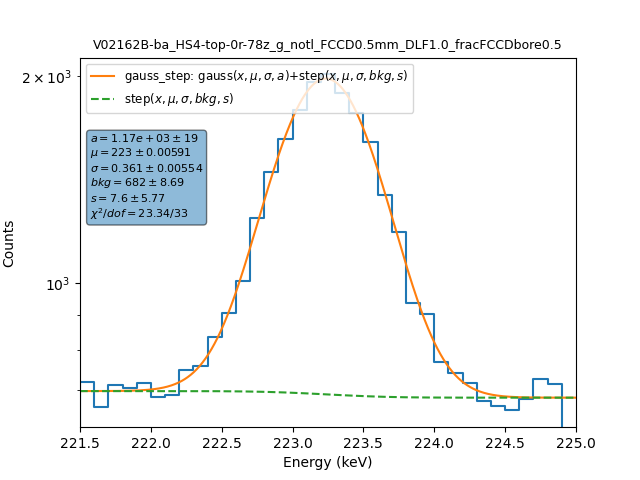 V02162B-ba_HS4-top-0r-78z_g_notl_FCCD0.5mm_DLF1.0_fracFCCDbore0.5
2 × 10³
gauss_step: gauss(x, μ, σ, a)+step(x, μ, σ, bkg, s)
step(x, μ, σ, bkg, s)
a = 1.17e + 03 ± 19
μ = 223 ± 0.00591
σ = 0.361 ± 0.00554
bkg = 682 ± 8.69
s = 7.6 ± 5.77
χ²/dof = 23.34/33
Counts
10³
221.5 222.0 222.5 223.0 223.5 224.0 224.5 225.0
Energy (keV)